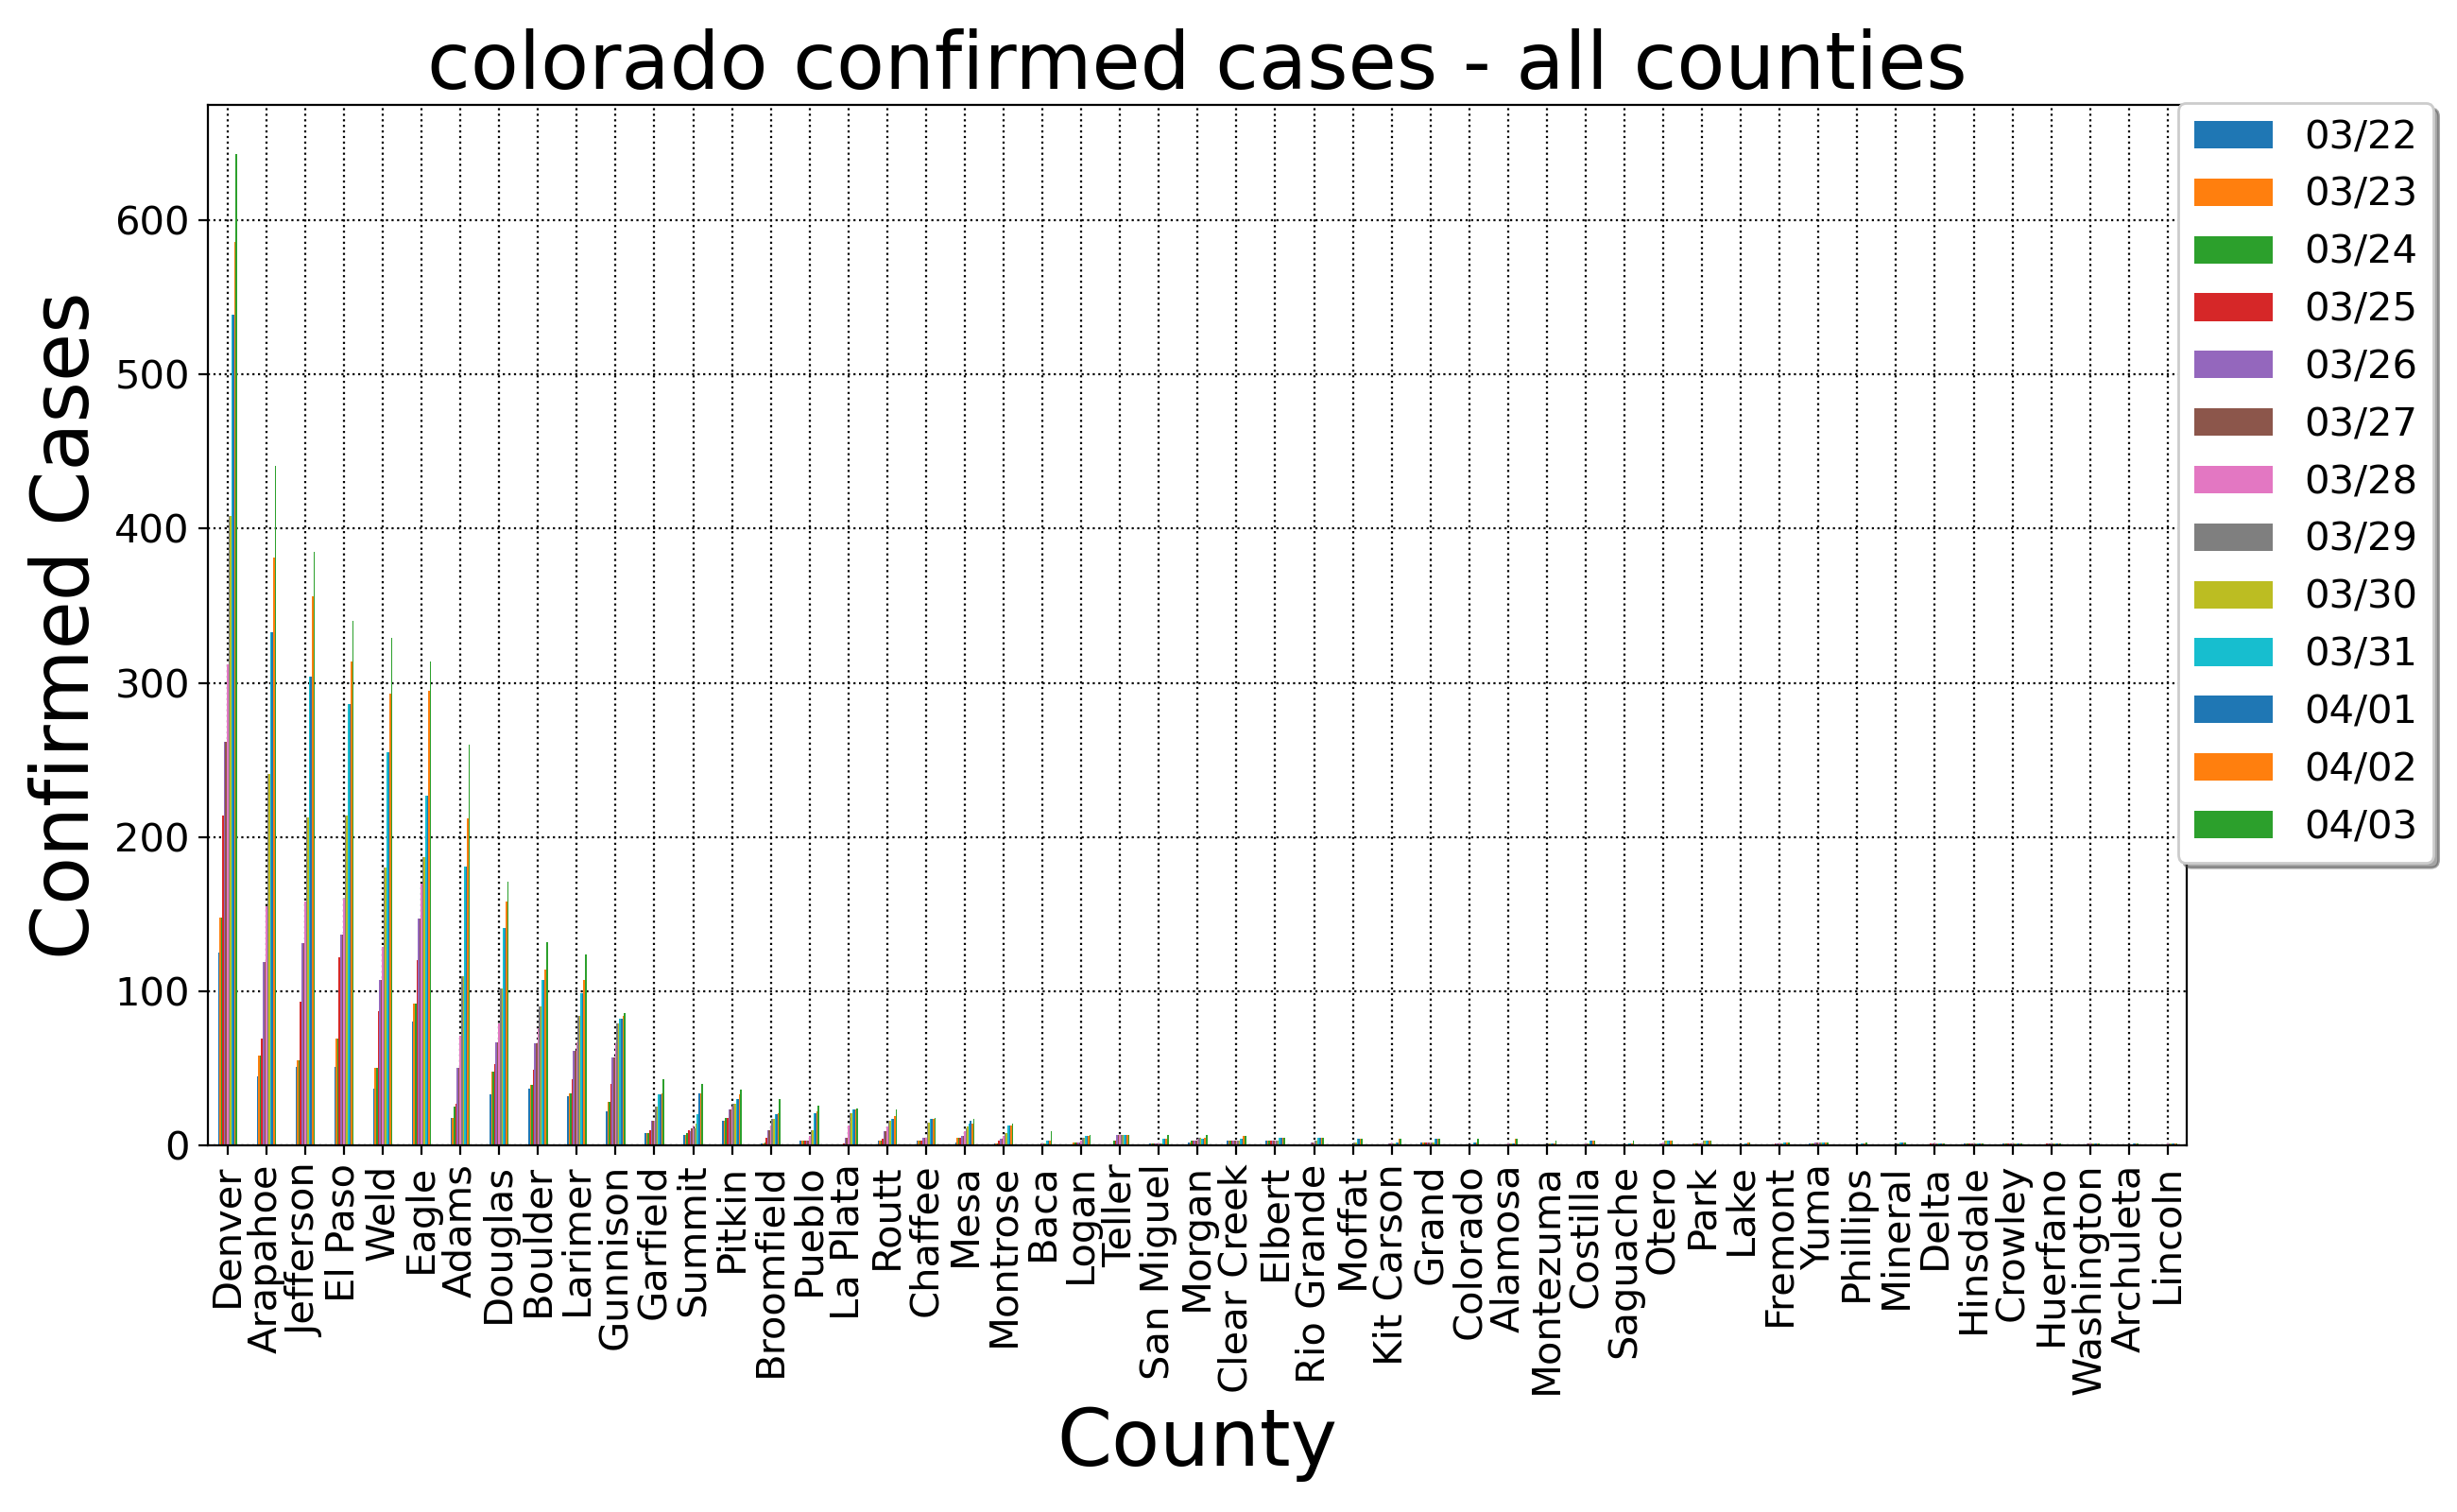 colorado confirmed cases - all counties
Confirmed Cases
600
500
400
300
200
100
0
03/22
03/23
03/24
03/25
03/26
03/27
03/28
03/29
03/30
03/31
04/01
04/02
04/03
Denver
Arapahoe
Jefferson
El Paso
Weld
Eagle
Adams
Douglas
Boulder
Larimer
Gunnison
Garfield
Summit
Pitkin
Broomfield
Pueblo
La Plata
Routt
Chaffee
Mesa
Montrose
Baca
Logan
Teller
San Miguel
Morgan
Clear Creek
Elbert
Rio Grande
Moffat
Kit Carson
Grand
Colorado
Alamosa
Montezuma
Costilla
Saguache
Otero
Park
Lake
Fremont
Yuma
Phillips
Mineral
Delta
Hinsdale
Crowley
Huerfano
Washington
Archuleta
Lincoln
County